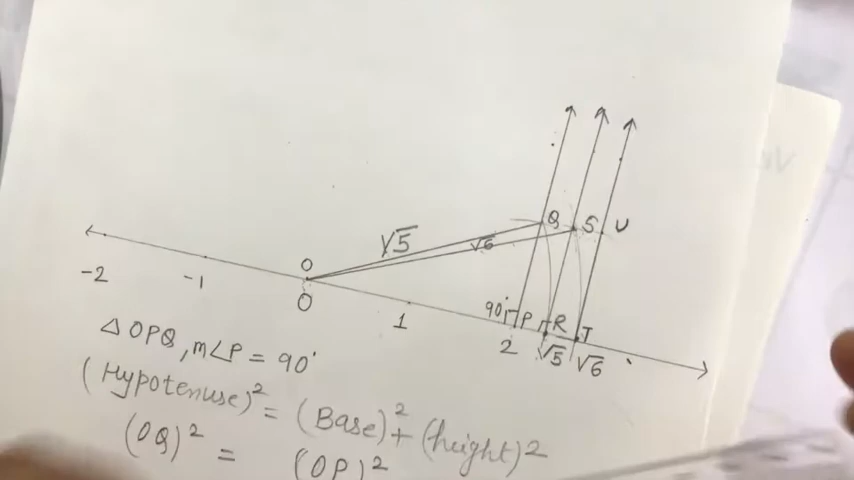 Q S U
√5 √6
O
-2 -1 0 1 2 √5 √6
90° P R T
△ OPQ, m∠P = 90°
(Hypotenuse)² = (Base)² + (height)²
(OQ)² = (OP)²